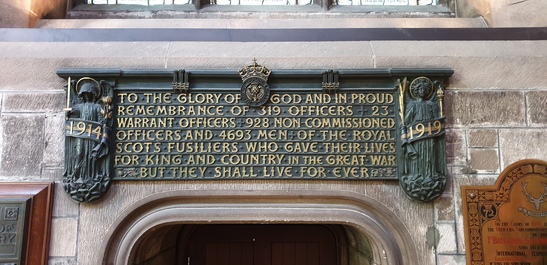 TO THE GLORY OF GOD AND IN PROUD
REMEMBRANCE OF 319 OFFICERS · 23
WARRANT OFFICERS · 928 NON COMMISSIONED
OFFICERS AND 4693 MEN OF THE ROYAL
SCOTS FUSILIERS WHO GAVE THEIR LIVES
FOR KING AND COUNTRY IN THE GREAT WAR
BUT THEY SHALL LIVE FOR EVER
1914
1919